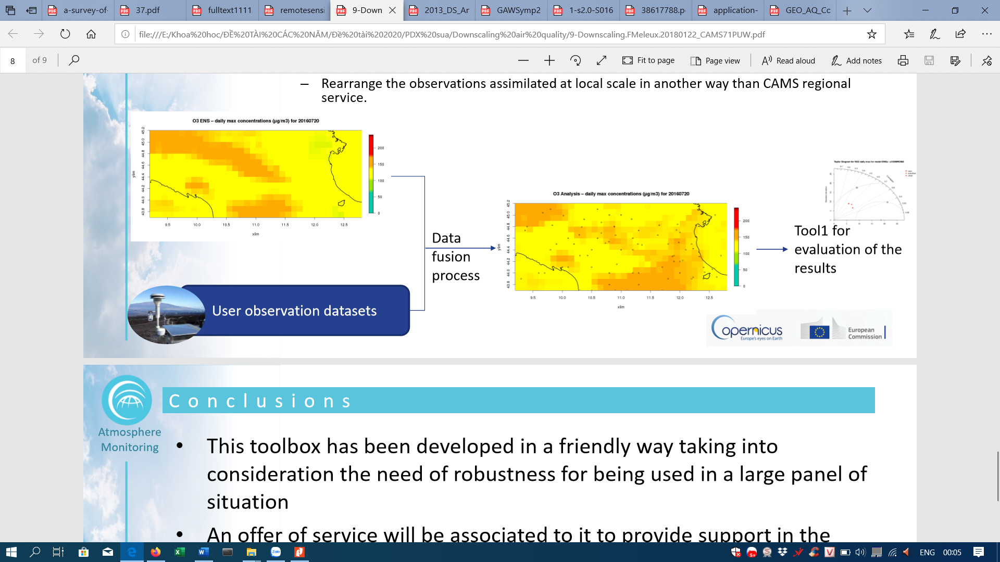 a-survey-of-
37.pdf
fulltext1111
remotesensi
9-Down
2013_DS_Ar
GAWSymp2
1-s2.0-S016
38617788.p
application-
GEO_AQ_Cc
file:///E:/Khoa%20hoc/ĐỀ%20TÀI%20CÁC%20NĂM/Đề%20tài%202020/PDX%20sua/Downscaling%20air%20quality/9-Downscaling.FMeleux.20180122_CAMS71PUW.pdf
8 of 9
Fit to page
Page view
Read aloud
Add notes
– Rearrange the observations assimilated at local scale in another way than CAMS regional
service.
O3 ENS – daily max concentrations (µg/m3) for 20160720
ylim
45.2
45.0
44.8
44.6
44.4
44.2
44.0
43.8
9.5 10.0 10.5 11.0 11.5 12.0 12.5
xlim
200
150
100
50
0
Data
fusion
process
O3 Analysis – daily max concentrations (µg/m3) for 20160720
ylim
45.2
45.0
44.8
44.6
44.4
44.2
44.0
43.8
9.5 10.0 10.5 11.0 11.5 12.0 12.5
xlim
200
150
100
50
0
Taylor Diagram for NO2 daily max for model
Tool1 for
evaluation of the
results
User observation datasets
Copernicus
Europe's eyes on Earth
European
Commission
Conclusions
Atmosphere
Monitoring
• This toolbox has been developed in a friendly way taking into
consideration the need of robustness for being used in a large panel of
situation
• An offer of service will be associated to it to provide support in the
Zalo
ENG
00:05